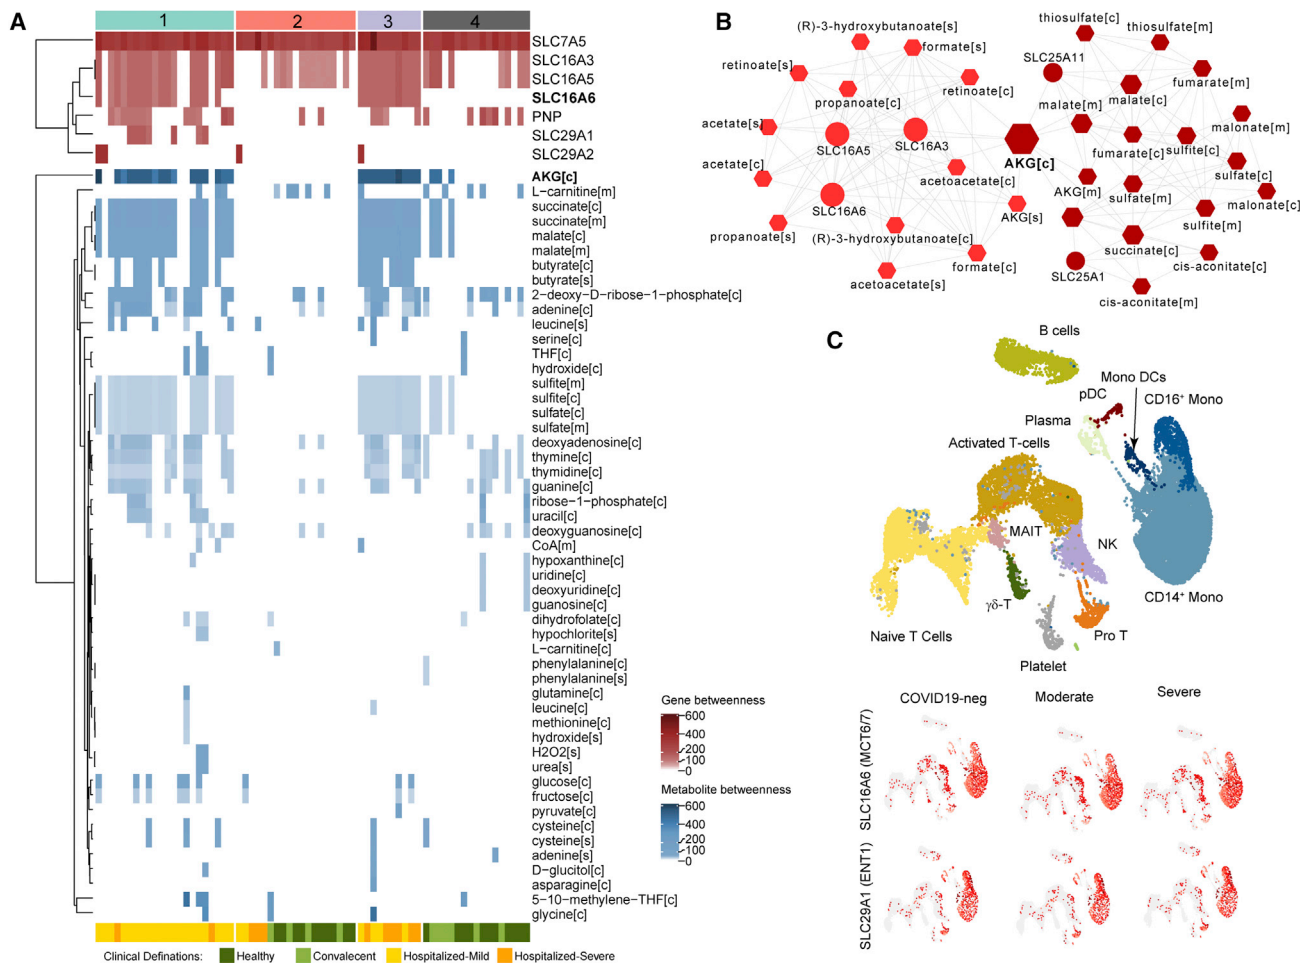 A
1
2
3
4
SLC7A5
SLC16A3
SLC16A5
SLC16A6
PNP
SLC29A1
SLC29A2
AKG[c]
L-carnitine[m]
succinate[c]
succinate[m]
malate[c]
malate[m]
butyrate[c]
butyrate[s]
2-deoxy-D-ribose-1-phosphate[c]
adenine[c]
leucine[s]
serine[c]
THF[c]
hydroxide[c]
sulfite[m]
sulfite[c]
sulfate[c]
sulfate[m]
deoxyadenosine[c]
thymine[c]
thymidine[c]
guanine[c]
ribose-1-phosphate[c]
uracil[c]
deoxyguanosine[c]
CoA[m]
hypoxanthine[c]
uridine[c]
deoxyuridine[c]
guanosine[c]
dihydrofolate[c]
hypochlorite[s]
L-carnitine[c]
phenylalanine[c]
phenylalanine[s]
glutamine[c]
leucine[c]
methionine[c]
hydroxide[s]
H2O2[s]
urea[s]
glucose[c]
fructose[c]
pyruvate[c]
cysteine[c]
cysteine[s]
adenine[s]
D-glucitol[c]
asparagine[c]
5-10-methylene-THF[c]
glycine[c]
Gene betweenness
600
400
200
100
0
Metabolite betweenness
600
400
200
100
0
Clinical Definations:
Healthy
Convalecent
Hospitalized-Mild
Hospitalized-Severe
B
(R)-3-hydroxybutanoate[s]
formate[s]
retinoate[s]
retinoate[c]
propanoate[c]
acetate[s]
SLC16A5
SLC16A3
acetate[c]
acetoacetate[c]
SLC16A6
AKG[s]
propanoate[s]
(R)-3-hydroxybutanoate[c]
formate[c]
acetoacetate[s]
AKG[c]
thiosulfate[c]
thiosulfate[m]
SLC25A11
fumarate[m]
malate[m]
malate[c]
malonate[m]
fumarate[c]
sulfite[c]
sulfate[c]
AKG[m]
sulfate[m]
malonate[c]
sulfite[m]
succinate[c]
SLC25A1
cis-aconitate[c]
cis-aconitate[m]
C
B cells
Mono DCs
pDC
CD16+ Mono
Plasma
Activated T-cells
MAIT
NK
γδ-T
CD14+ Mono
Naive T Cells
Pro T
Platelet
COVID19-neg
Moderate
Severe
SLC16A6 (MCT6/7)
SLC29A1 (ENT1)